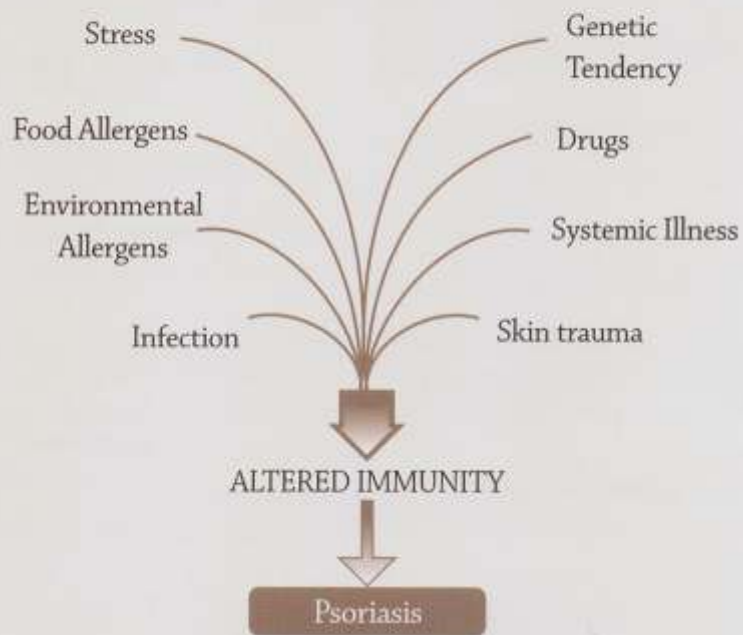 Stress
Genetic
Tendency
Food Allergens
Drugs
Environmental
Allergens
Systemic Illness
Infection
Skin trauma
ALTERED IMMUNITY
Psoriasis